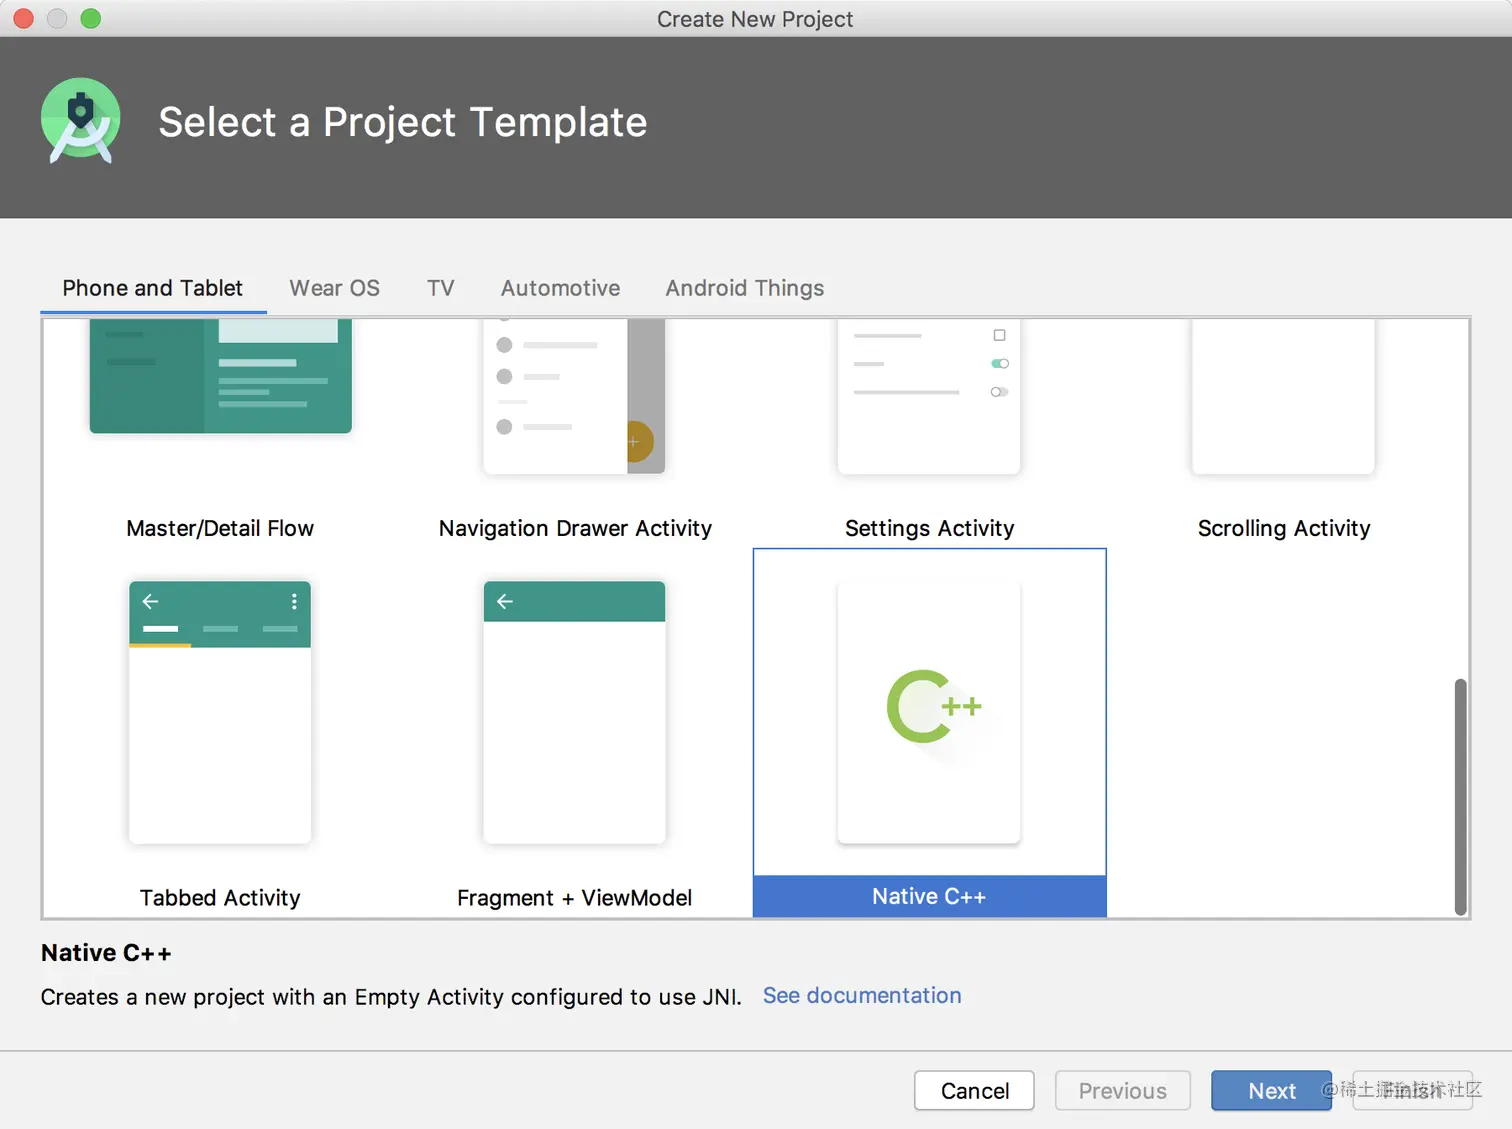 Create New Project
Select a Project Template
Phone and Tablet Wear OS TV Automotive Android Things
Master/Detail Flow Navigation Drawer Activity Settings Activity Scrolling Activity
C++
Tabbed Activity Fragment + ViewModel Native C++
Native C++
Creates a new project with an Empty Activity configured to use JNI. See documentation
Cancel Previous Next Finish
@稀土掘金技术社区